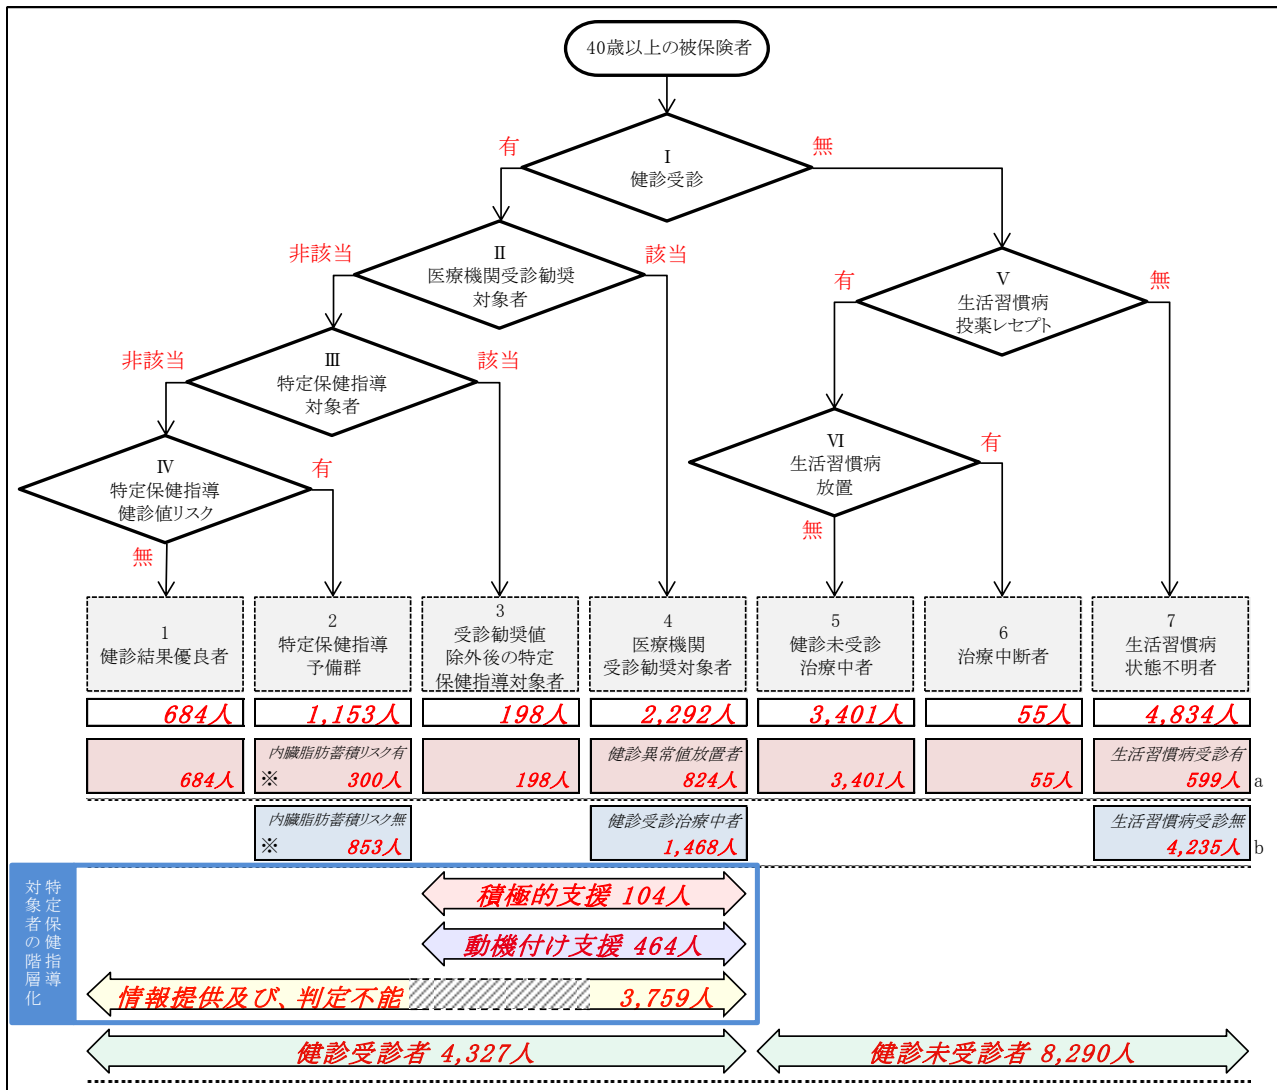 40歳以上の被保険者
Ⅰ
健診受診
有
無
Ⅱ
医療機関受診勧奨
対象者
非該当
該当
Ⅴ
生活習慣病
投薬レセプト
有
無
Ⅲ
特定保健指導
対象者
非該当
該当
Ⅵ
生活習慣病
放置
有
無
Ⅳ
特定保健指導
健診値リスク
有
無
1
健診結果優良者
2
特定保健指導
予備群
3
受診勧奨値
除外後の特定
保健指導対象者
4
医療機関
受診勧奨対象者
5
健診未受診
治療中者
6
治療中断者
7
生活習慣病
状態不明者
684人
1,153人
198人
2,292人
3,401人
55人
4,834人
684人
内臓脂肪蓄積リスク有
※ 300人
198人
健診異常値放置者
824人
3,401人
55人
生活習慣病受診有
599人
a
内臓脂肪蓄積リスク無
※ 853人
健診受診治療中者
1,468人
生活習慣病受診無
4,235人
b
特定保健指導
対象者の階層化
積極的支援 104人
動機付け支援 464人
情報提供及び、判定不能 3,759人
健診受診者 4,327人
健診未受診者 8,290人